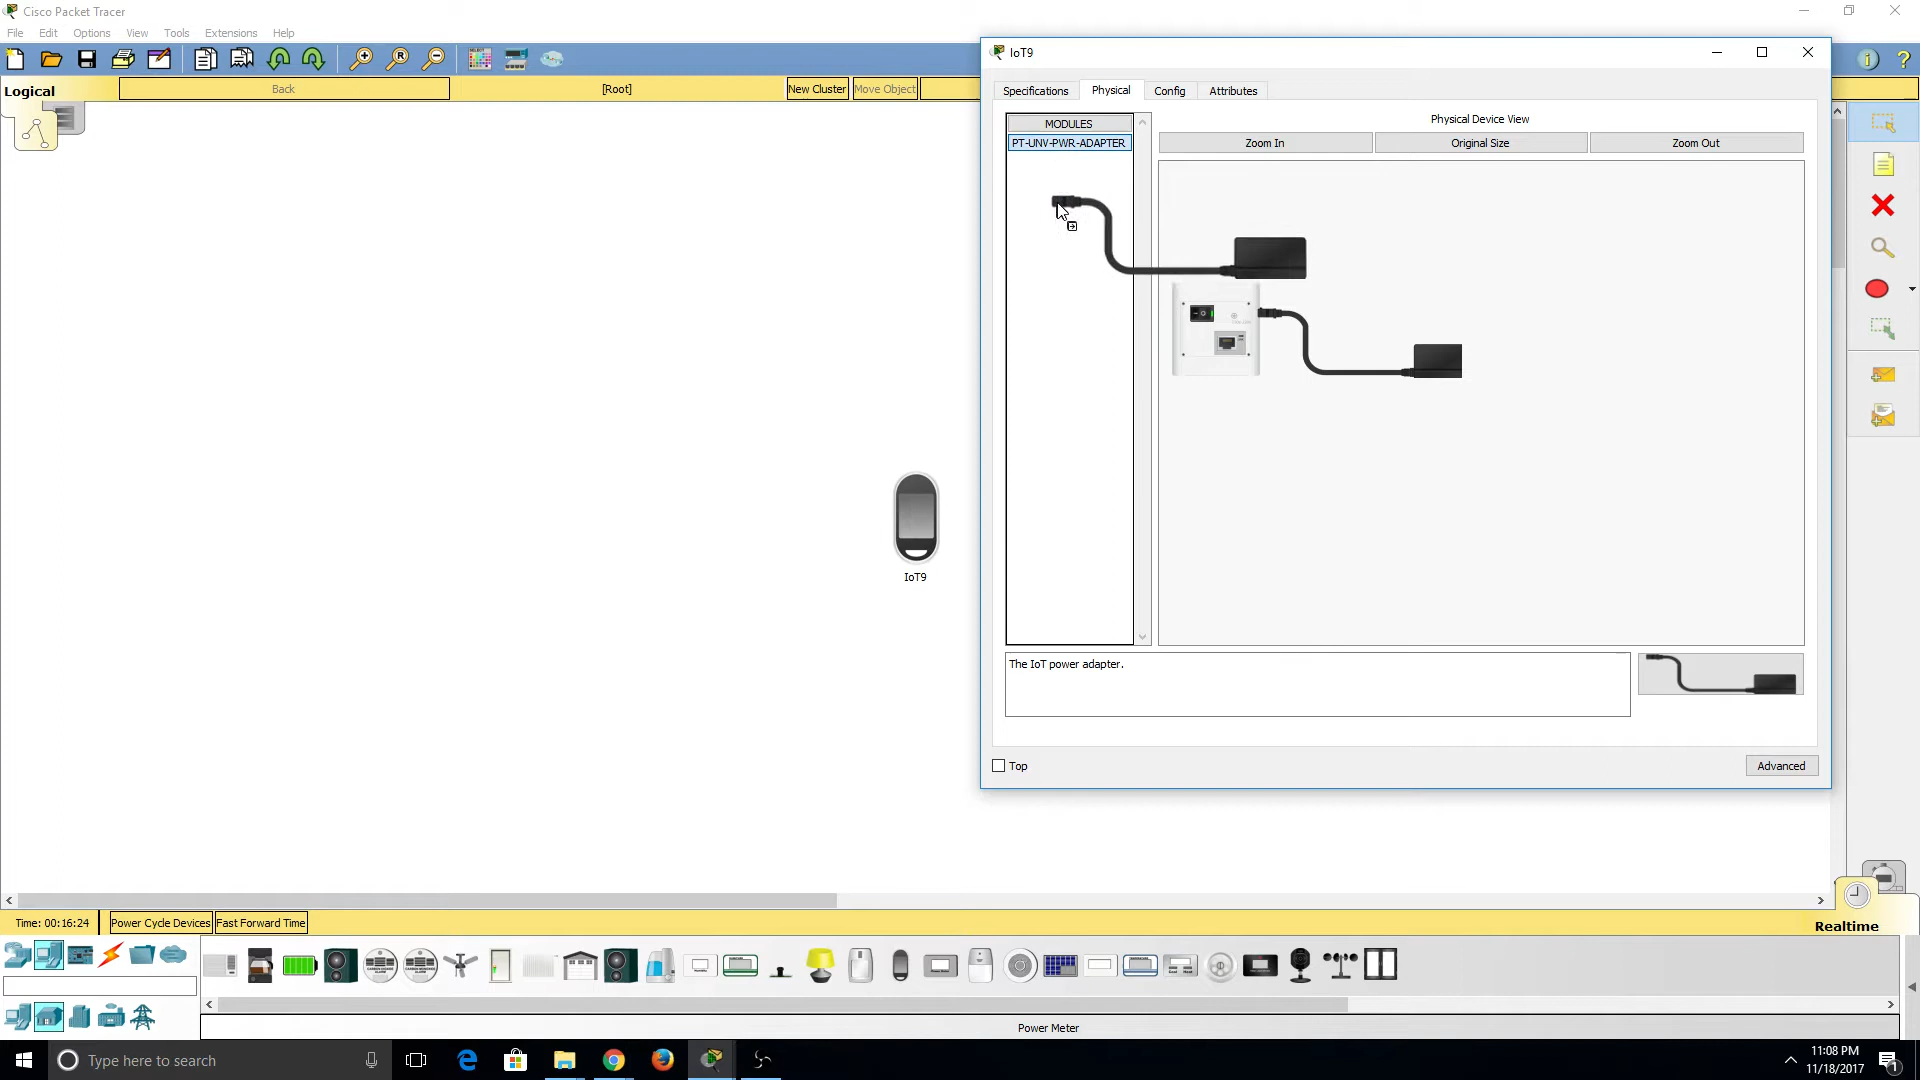 Cisco Packet Tracer
File Edit Options View Tools Extensions Help
Logical
Back
[Root]
New Cluster
Move Object
IoT9
Specifications
Physical
Config
Attributes
MODULES
PT-UNV-PWR-ADAPTER
Physical Device View
Zoom In
Original Size
Zoom Out
IoT9
The IoT power adapter.
Top
Advanced
Time: 00:16:24
Power Cycle Devices
Fast Forward Time
Realtime
Power Meter
Type here to search
11:08 PM
11/18/2017